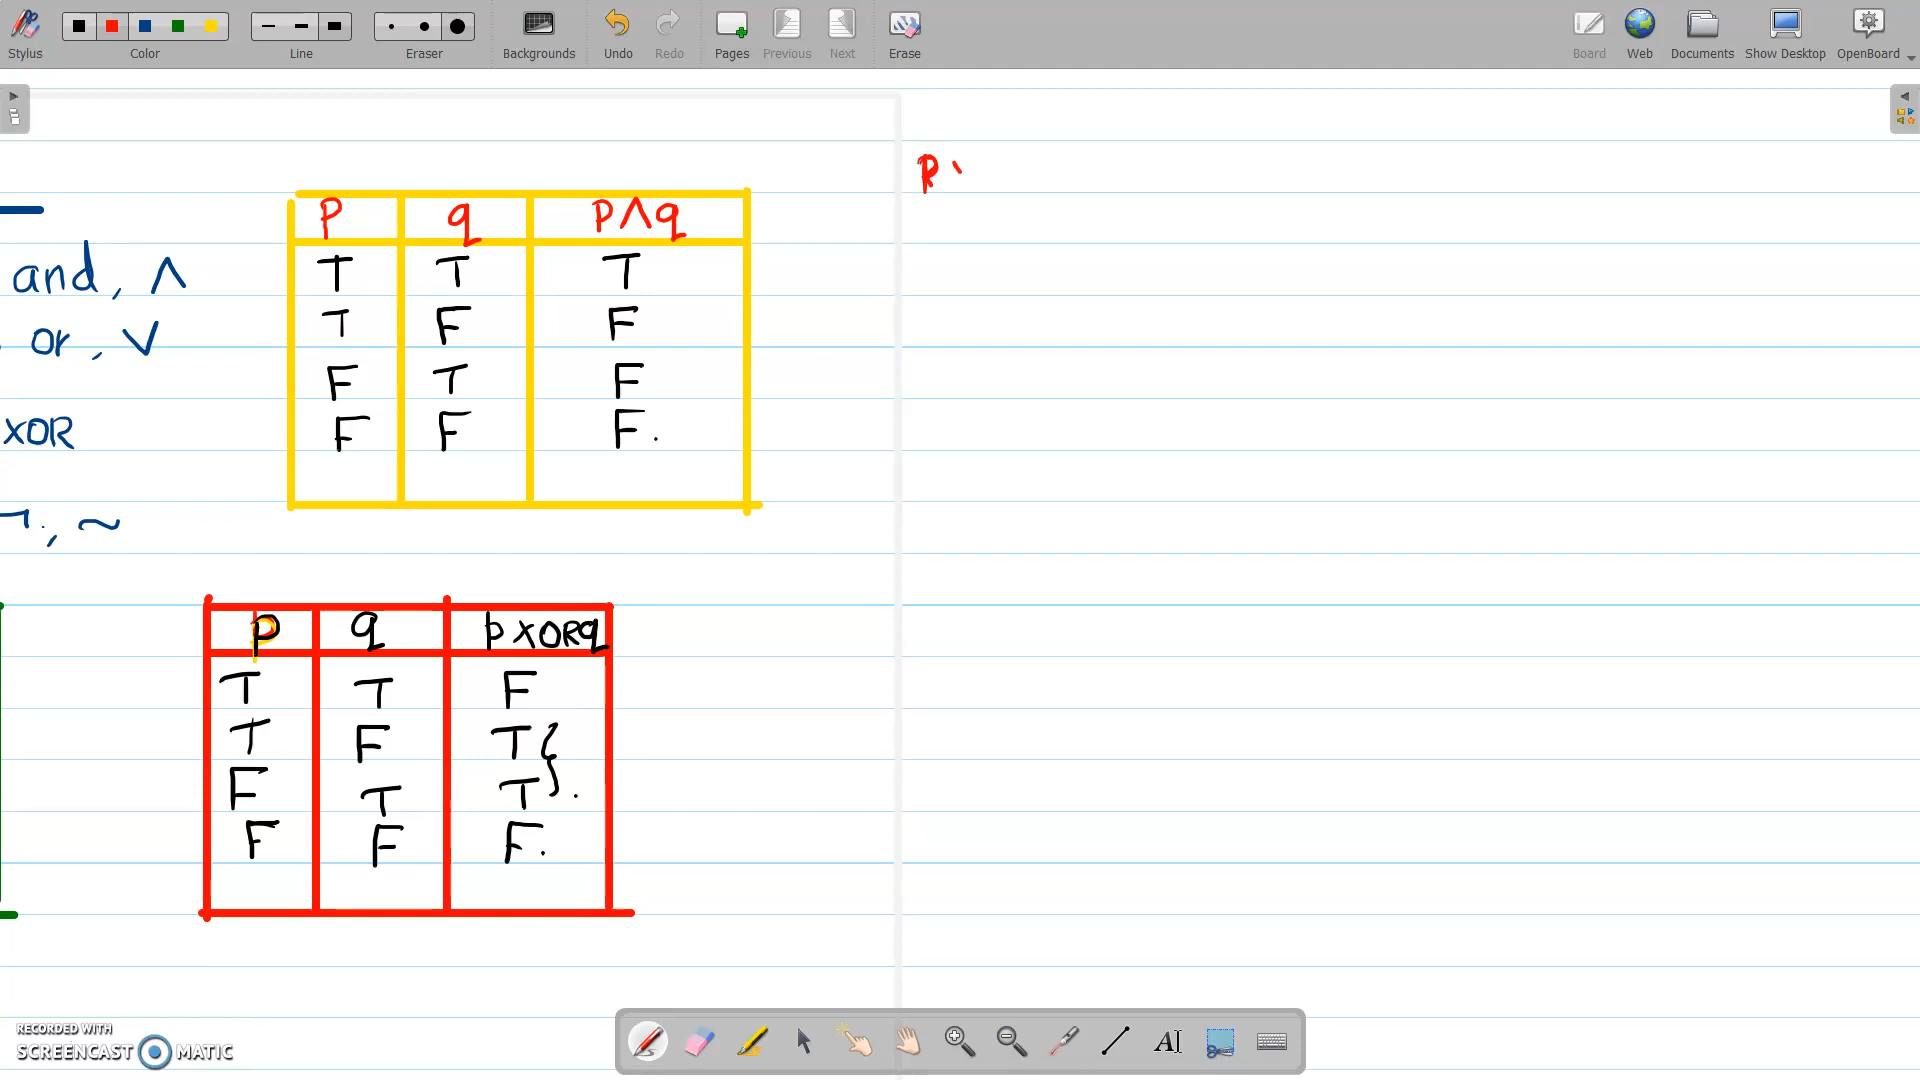 Stylus Color Line Eraser Backgrounds Undo Redo Pages Previous Next Erase Board Web Documents Show Desktop OpenBoard
P
p q p∧q
T T T
T F F
F T F
F F F.
and, ∧
or, ∨
XOR
¬, ~
p q p XOR q
T T F
T F T
F T T
F F F.
RECORDED WITH
SCREENCAST MATIC